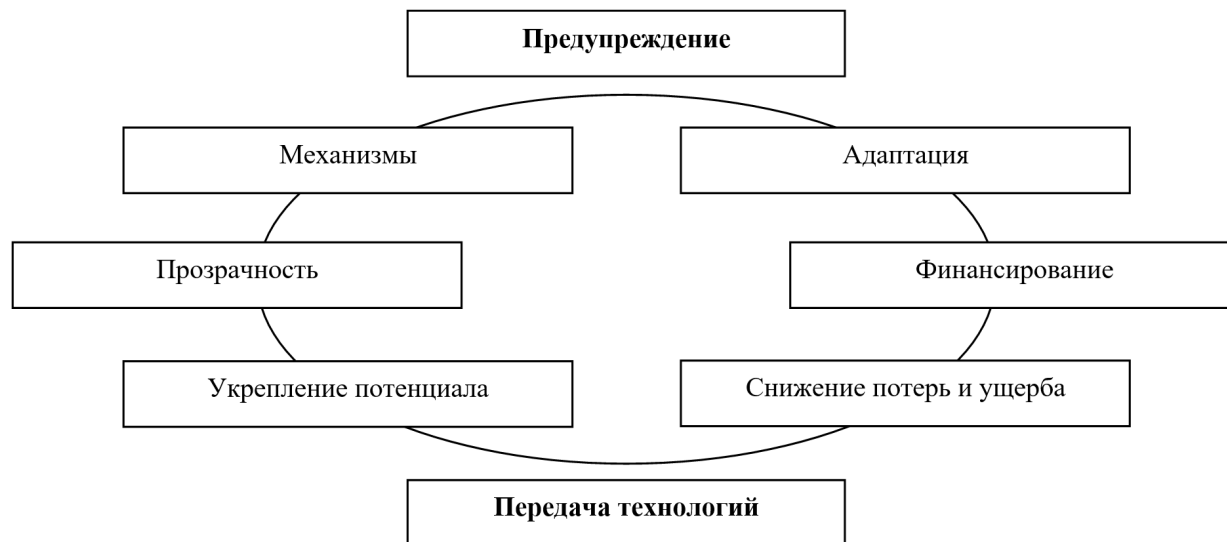 Предупреждение
Механизмы
Адаптация
Прозрачность
Финансирование
Укрепление потенциала
Снижение потерь и ущерба
Передача технологий